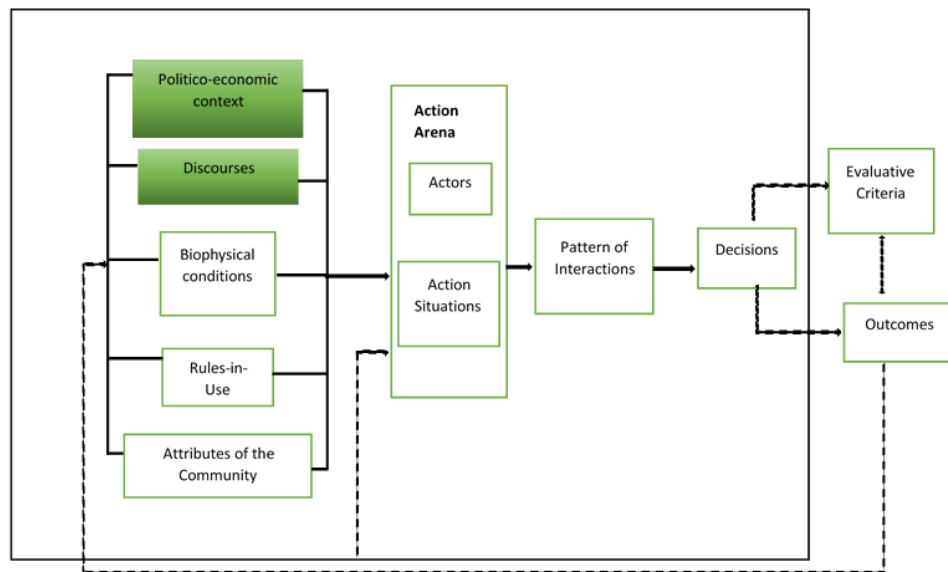 Politico-economic
context
Discourses
Biophysical
conditions
Rules-in-
Use
Attributes of the
Community
Action
Arena
Actors
Action
Situations
Pattern of
Interactions
Decisions
Evaluative
Criteria
Outcomes